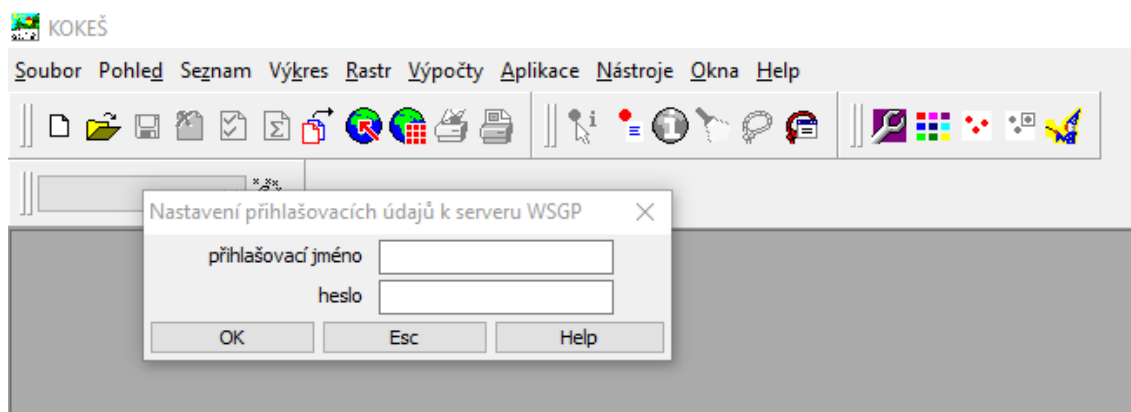 KOKEŠ
Soubor Pohled Seznam Výkres Rastr Výpočty Aplikace Nástroje Okna Help
Nastavení přihlašovacích údajů k serveru WSGP
přihlašovací jméno
heslo
OK Esc Help